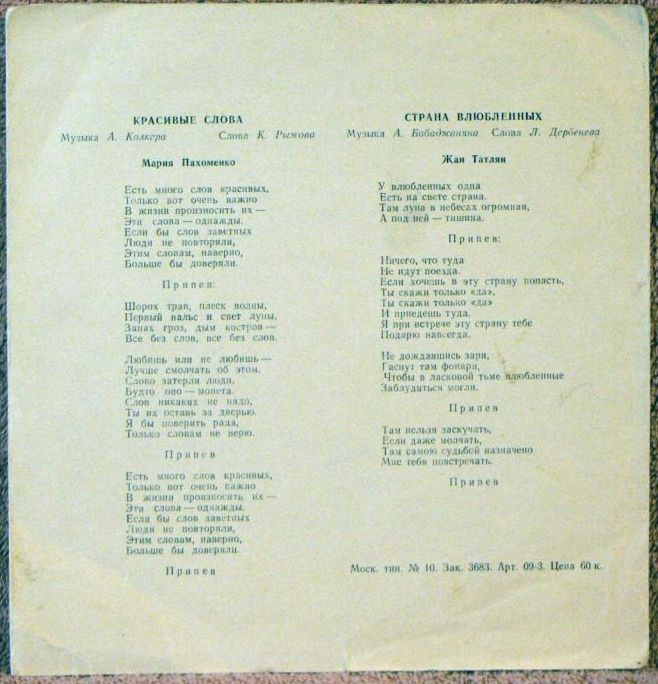 КРАСИВЫЕ СЛОВА
Музыка А. Колкера Слова К. Рыжова
Мария Пахоменко
Есть много слов красивых,
Только вот очень важно
В жизни произносить их —
Эти слова — однажды.
Если бы слов заветных
Люди не повторяли,
Этим словам, наверно,
Больше бы доверяли.
Припев:
Шорох трав, плеск волны,
Первый вальс и свет луны,
Запах гроз, дым костров —
Все без слов, все без слов.
Любишь или не любишь —
Лучше смолчать об этом.
Слово затерли люди,
Будто оно — монета.
Слов никаких не надо,
Ты их оставь за дверью.
Я бы поверить рада,
Только словам не верю.
Припев
Есть много слов красивых,
Только вот очень важно
В жизни произносить их —
Эти слова — однажды.
Если бы слов заветных
Люди не повторяли,
Этим словам, наверно,
Больше бы доверяли.
Припев
СТРАНА ВЛЮБЛЕННЫХ
Музыка А. Бабаджаняна Слова Л. Дербенева
Жан Татлян
У влюбленных одна
Есть на свете страна.
Там луна в небесах огромная,
А под ней — тишина.
Припев:
Ничего, что туда
Не идут поезда.
Если хочешь в эту страну попасть,
Ты скажи только «да»,
Ты скажи только «да»
И приедешь туда.
Я при встрече эту страну тебе
Подарю навсегда.
Не дождавшись зари,
Гаснут там фонари,
Чтобы в ласковой тьме влюбленные
Заблудиться могли.
Припев
Там нельзя заскучать,
Если даже молчать,
Там самою судьбой назначено
Мне тебя повстречать.
Припев
Моск. тип. № 10. Зак. 3683. Арт. 09-3. Цена 60 к.